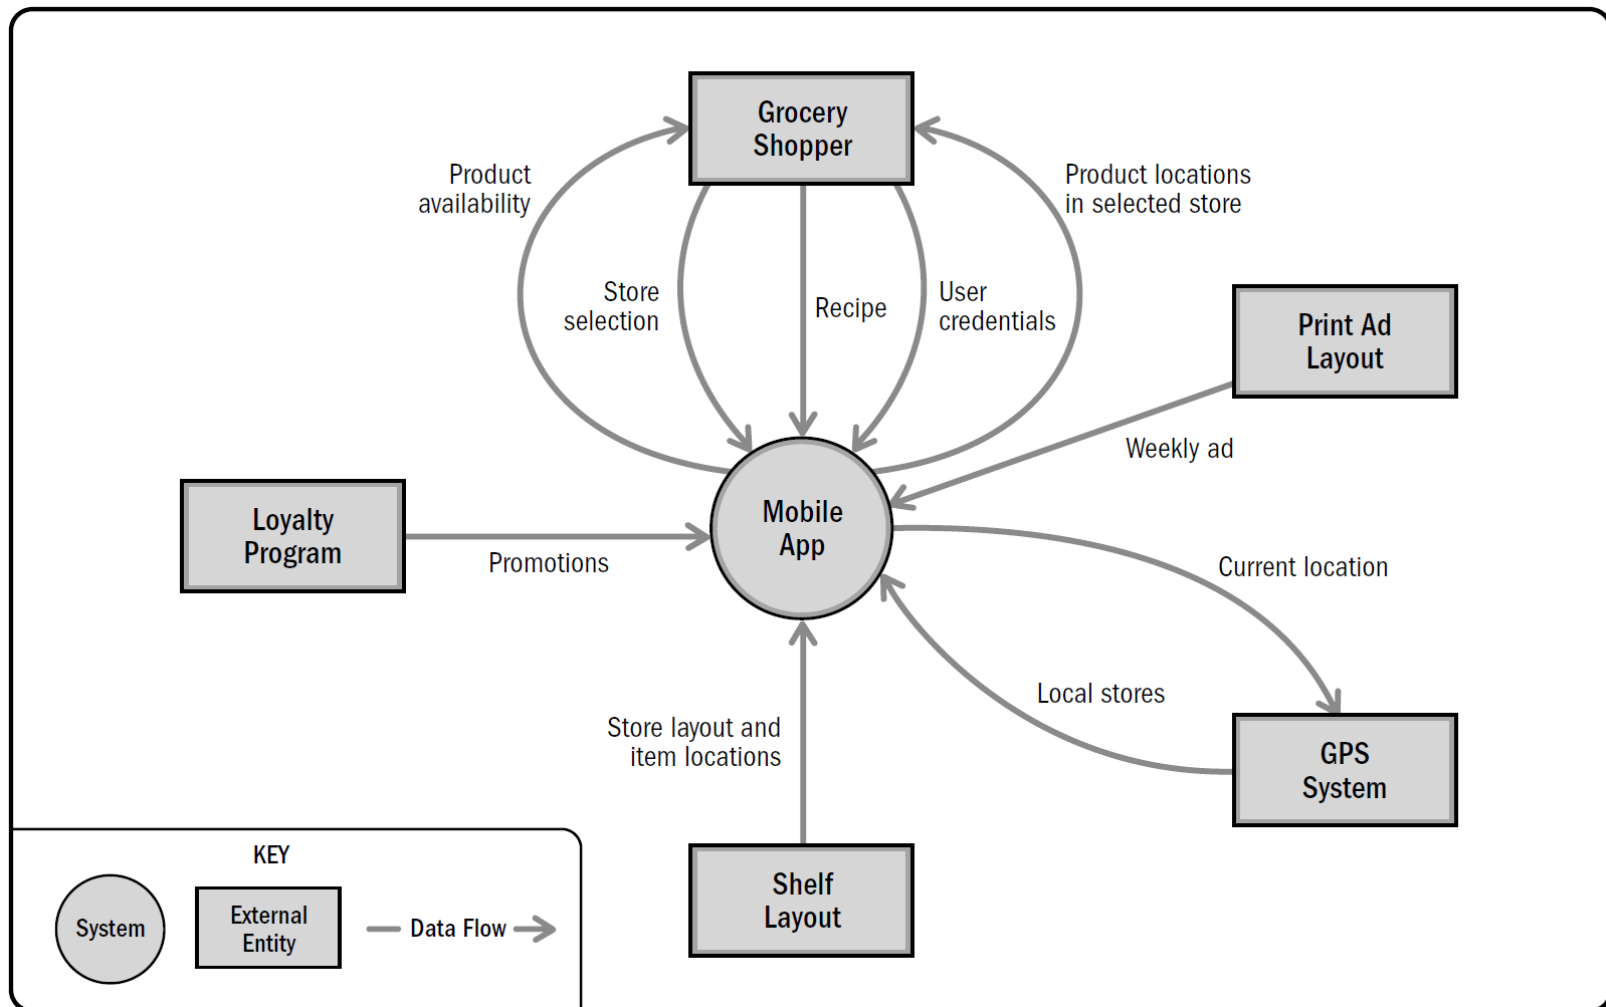 Grocery
Shopper
Product
availability
Product locations
in selected store
Store
selection
Recipe
User
credentials
Print Ad
Layout
Weekly ad
Loyalty
Program
Promotions
Mobile
App
Current location
Local stores
Store layout and
item locations
GPS
System
Shelf
Layout
KEY
System
External
Entity
Data Flow